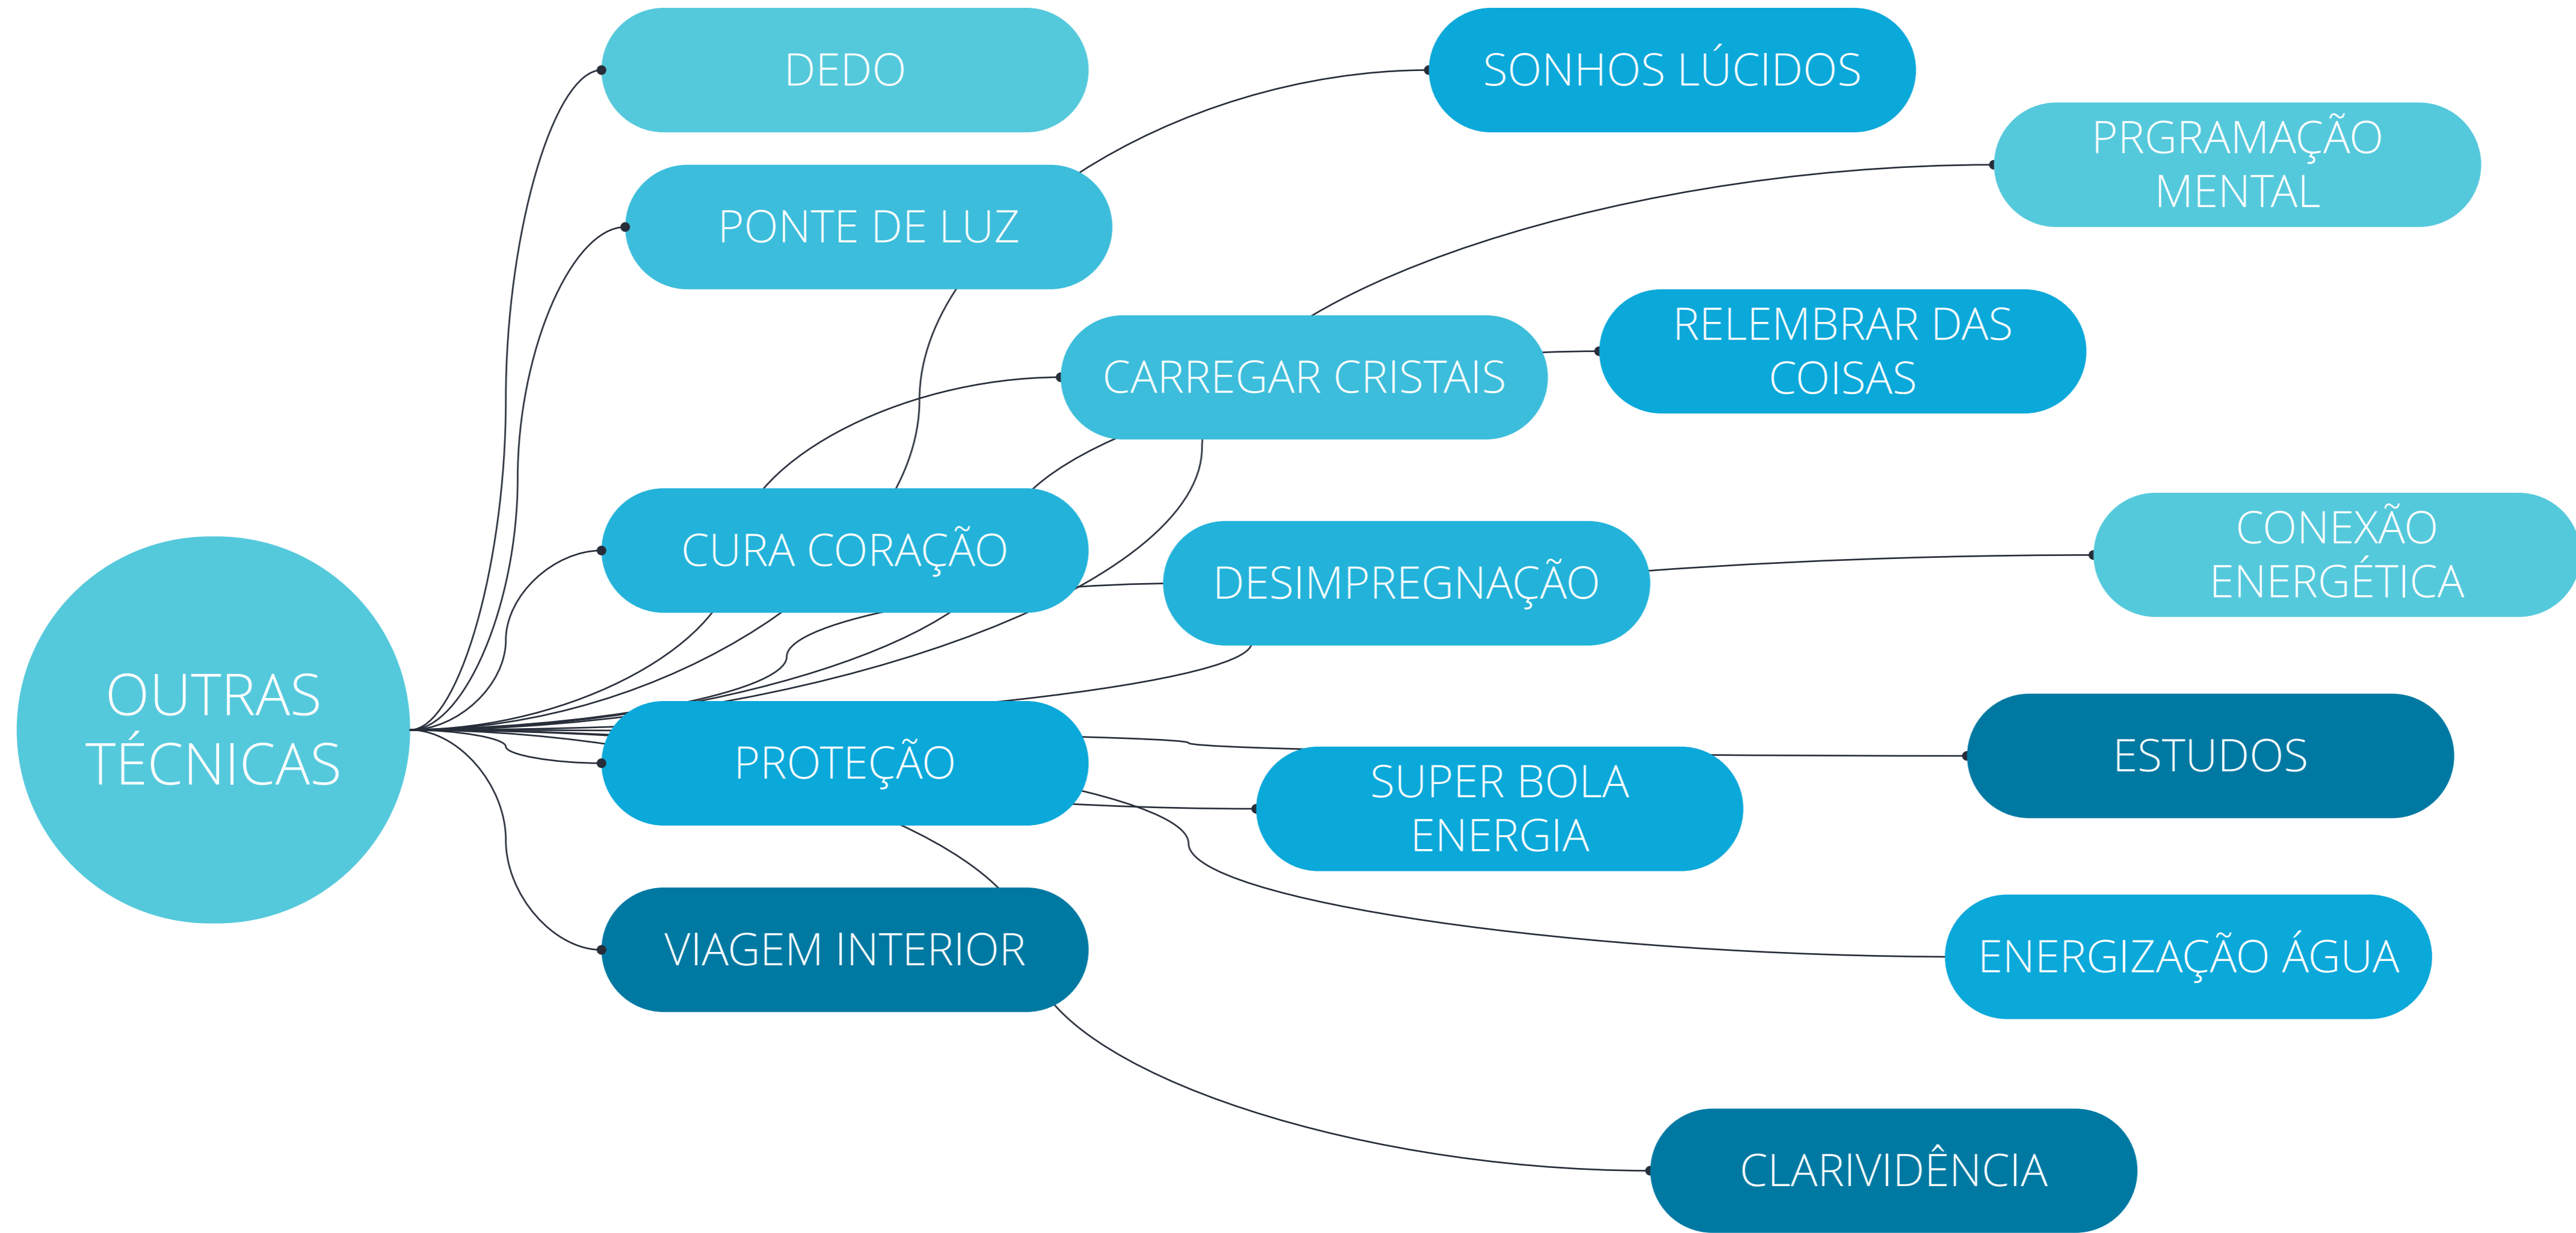 DEDO
SONHOS LÚCIDOS
PRGRAMAÇÃO
MENTAL
PONTE DE LUZ
RELEMBRAR DAS
COISAS
CARREGAR CRISTAIS
CURA CORAÇÃO
DESIMPREGNAÇÃO
CONEXÃO
ENERGÉTICA
OUTRAS
TÉCNICAS
PROTEÇÃO
SUPER BOLA
ENERGIA
ESTUDOS
VIAGEM INTERIOR
ENERGIZAÇÃO ÁGUA
CLARIVIDÊNCIA